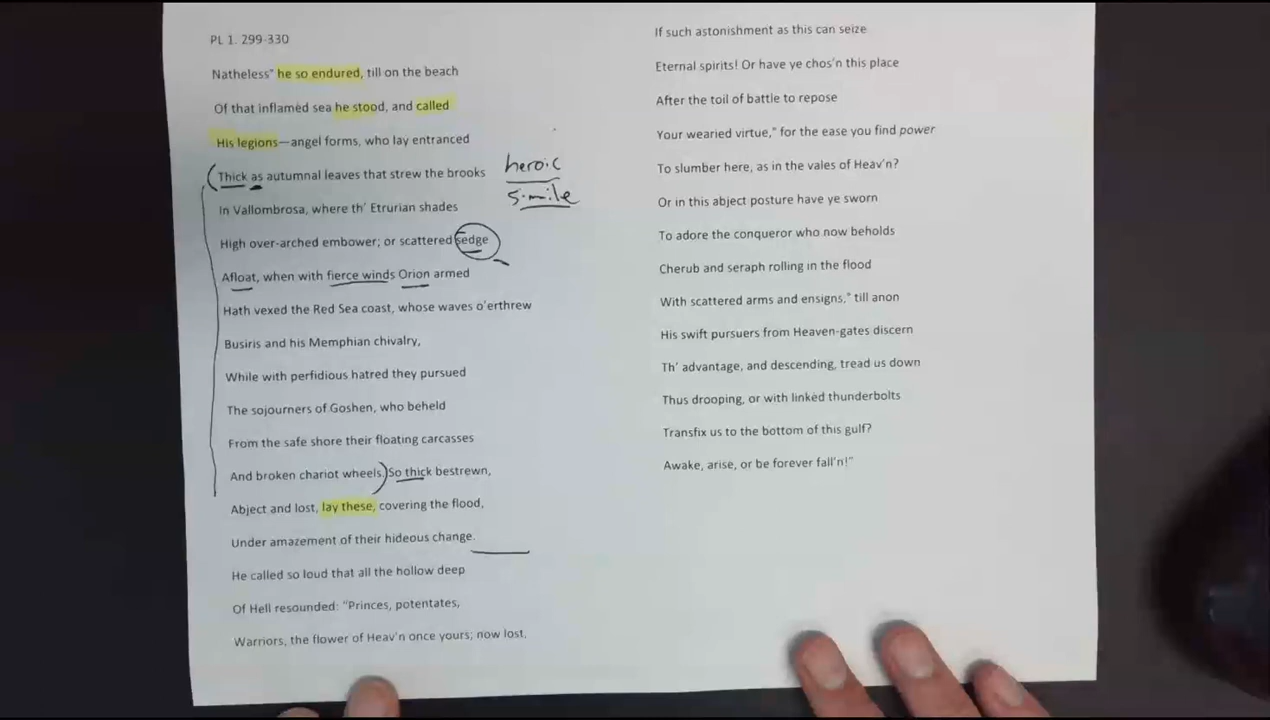 PL 1. 299-330
Natheless" he so endured, till on the beach
Of that inflamed sea he stood, and called
His legions—angel forms, who lay entranced
Thick as autumnal leaves that strew the brooks
In Vallombrosa, where th' Etrurian shades
High over-arched embower; or scattered sedge
Afloat, when with fierce winds Orion armed
Hath vexed the Red Sea coast, whose waves o'erthrew
Busiris and his Memphian chivalry,
While with perfidious hatred they pursued
The sojourners of Goshen, who beheld
From the safe shore their floating carcasses
And broken chariot wheels. So thick bestrewn,
Abject and lost, lay these, covering the flood,
Under amazement of their hideous change.
He called so loud that all the hollow deep
Of Hell resounded: "Princes, potentates,
Warriors, the flower of Heav'n once yours; now lost,
heroic
simile
If such astonishment as this can seize
Eternal spirits! Or have ye chos'n this place
After the toil of battle to repose
Your wearied virtue," for the ease you find power
To slumber here, as in the vales of Heav'n?
Or in this abject posture have ye sworn
To adore the conqueror who now beholds
Cherub and seraph rolling in the flood
With scattered arms and ensigns," till anon
His swift pursuers from Heaven-gates discern
Th' advantage, and descending, tread us down
Thus drooping, or with linked thunderbolts
Transfix us to the bottom of this gulf?
Awake, arise, or be forever fall'n!"